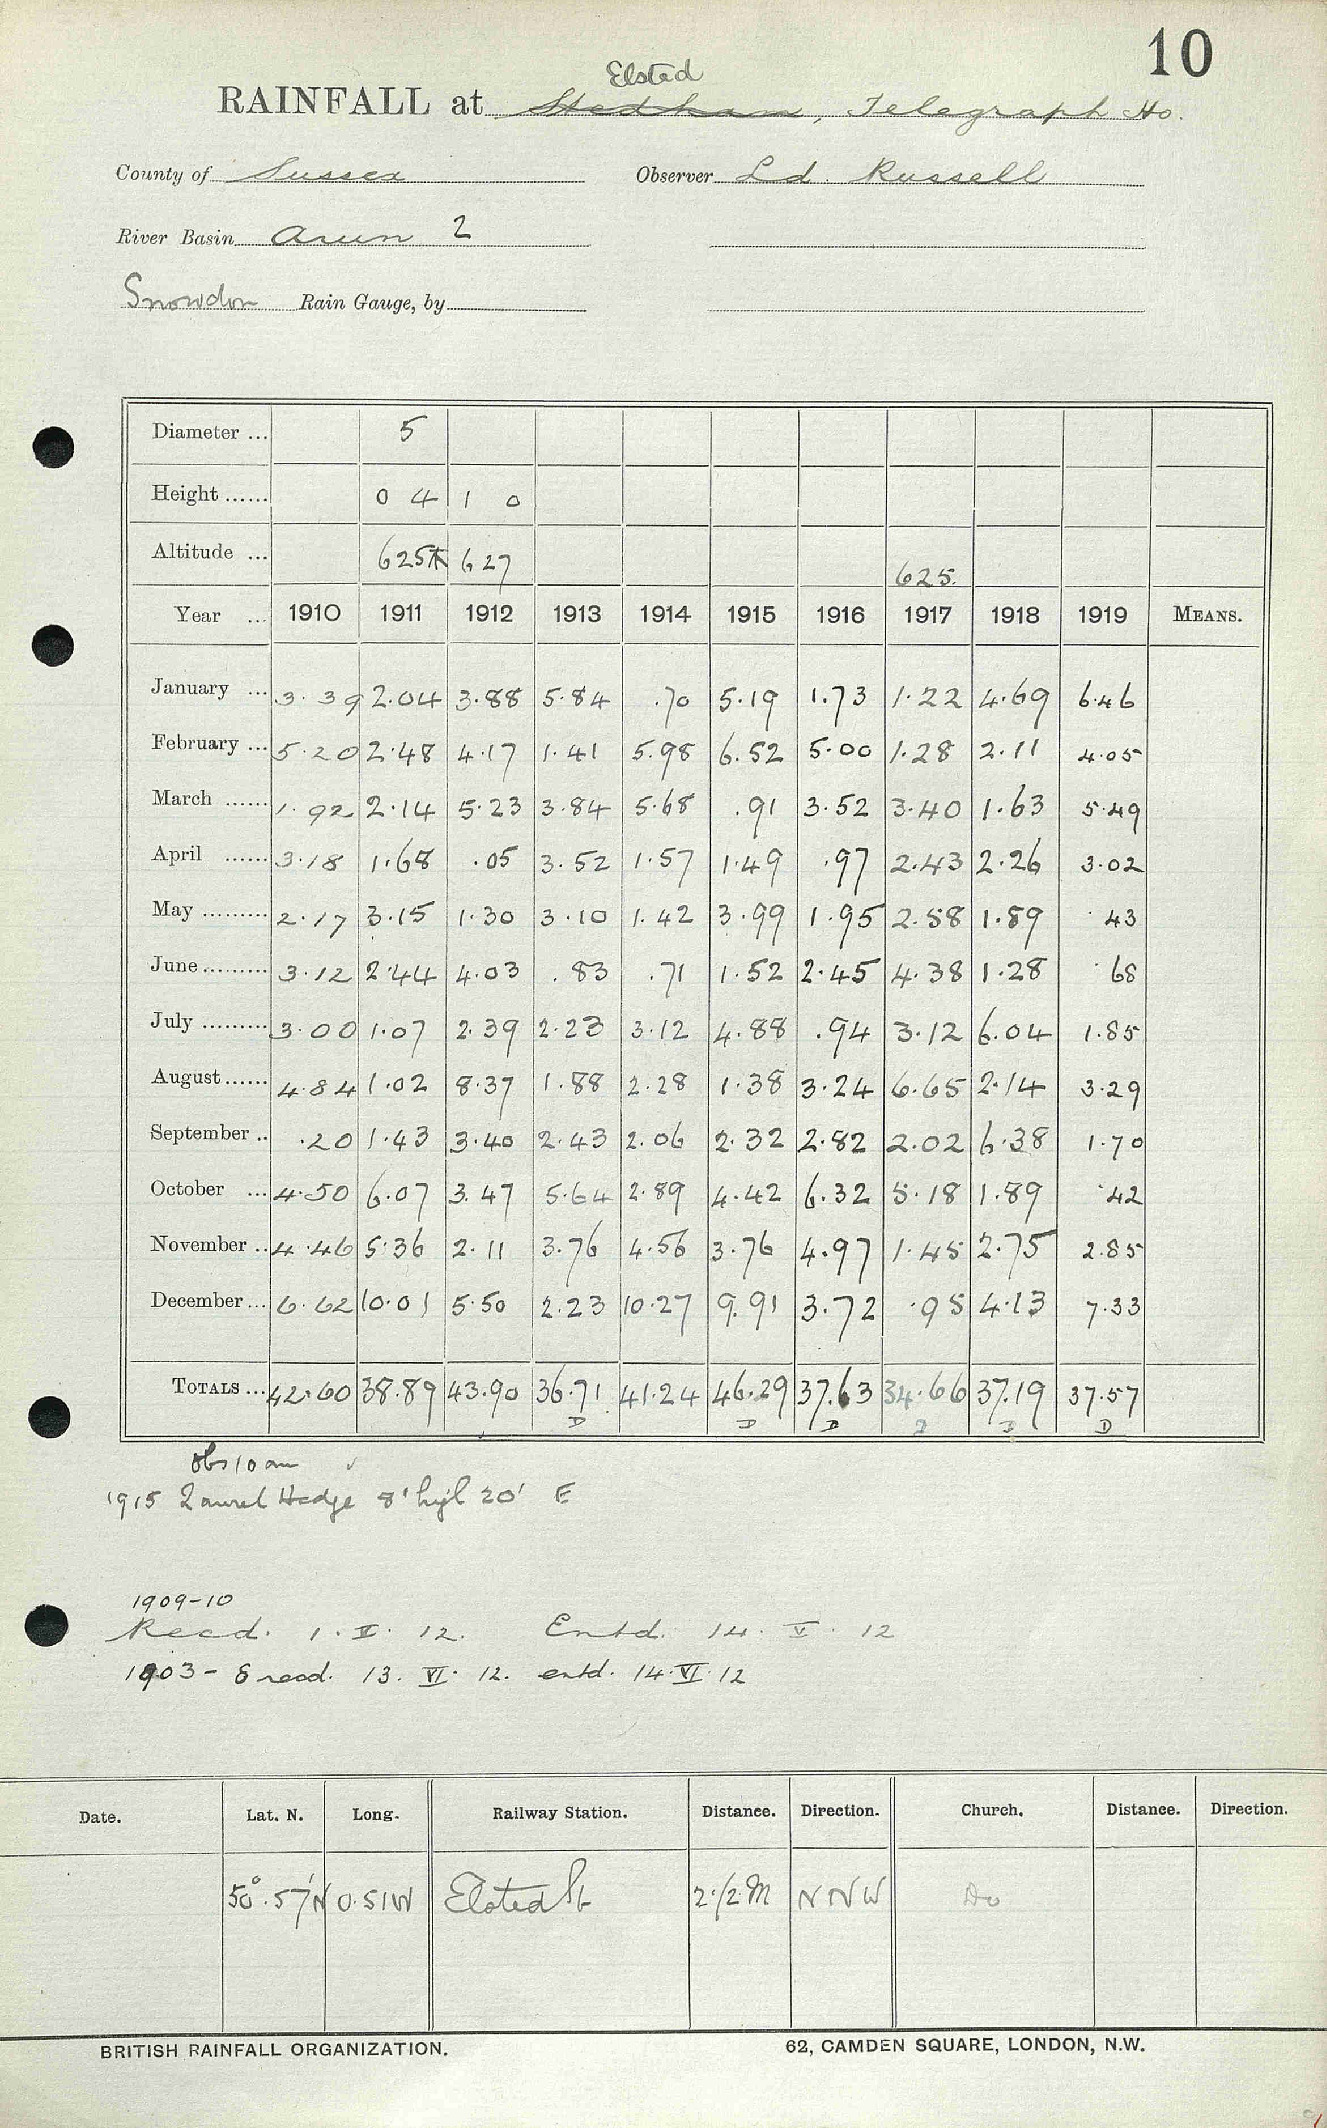 10
Elsted
RAINFALL at Stedham, Telegraph Ho.
County of Sussex Observer Ld. Russell
River Basin Arun 2
Snowdon Rain Gauge, by
Diameter ... 5
Height ...... 0 4 1 0
Altitude ... 625 627 625.
Year ... 1910 1911 1912 1913 1914 1915 1916 1917 1918 1919 MEANS.
January ... 3.39 2.04 3.88 5.84 .70 5.19 1.73 1.22 4.69 6.46
February ... 5.20 2.48 4.17 1.41 5.98 6.52 5.00 1.28 2.11 4.05
March ...... 1.92 2.14 5.23 3.84 5.68 .91 3.52 3.40 1.63 5.49
April ...... 3.18 1.68 .05 3.52 1.57 1.49 .97 2.43 2.26 3.02
May ......... 2.17 3.15 1.30 3.10 1.42 3.99 1.95 2.58 1.89 .43
June ......... 3.12 2.44 4.03 .83 .71 1.52 2.45 4.38 1.28 .68
July ......... 3.00 1.07 2.39 2.23 3.12 4.88 .94 3.12 6.04 1.85
August ...... 4.84 1.02 8.37 1.88 2.28 1.38 3.24 6.65 2.14 3.29
September .. .20 1.43 3.40 2.43 2.06 2.32 2.82 2.02 6.38 1.70
October ... 4.50 6.07 3.47 5.64 2.89 4.42 6.32 5.18 1.89 .42
November .. 4.46 5.36 2.11 3.76 4.56 3.76 4.97 1.45 2.75 2.85
December ... 6.62 10.01 5.50 2.23 10.27 9.91 3.72 .95 4.13 7.33
TOTALS ... 42.60 38.89 43.90 36.71 41.24 46.29 37.63 34.66 37.19 37.57
D D D D D D
Obs 10 am ✓
1915 Laurel Hedge 8' high 20' E
1909-10
Recd. 1. II. 12. Entd. 14. V. 12
1903-8 recd. 13. VI. 12. entd. 14. VI. 12
Date. Lat. N. Long. Railway Station. Distance. Direction. Church. Distance. Direction.
50°.57'N 0.51W Elsted St 2 1/2 M NNW Do
BRITISH RAINFALL ORGANIZATION. 62, CAMDEN SQUARE, LONDON, N.W.